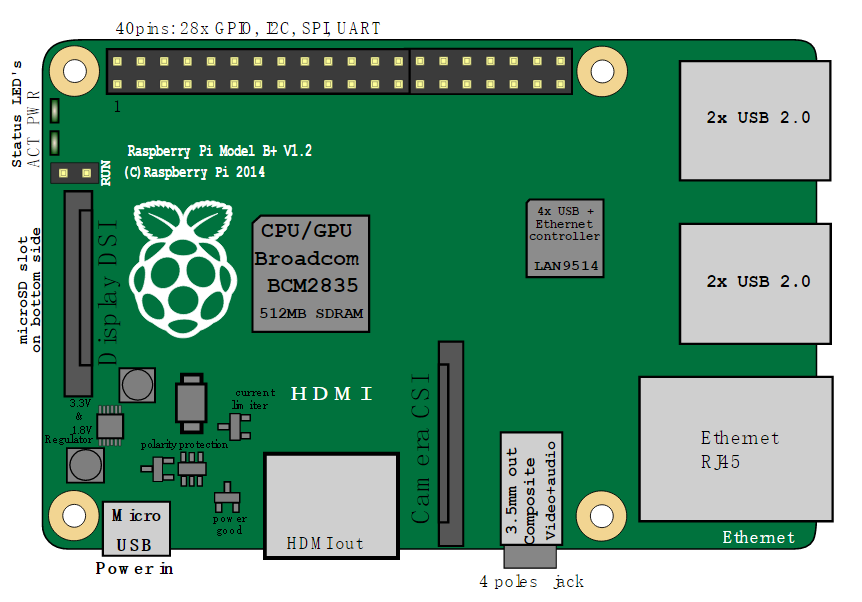 40pins: 28x GPIO, I2C, SPI, UART
1
Status LED's
ACT PWR
RUN
Raspberry Pi Model B+ V1.2
(C)Raspberry Pi 2014
2x USB 2.0
2x USB 2.0
microSD slot
on bottom side
Display DSI
CPU/GPU
Broadcom
BCM2835
512MB SDRAM
4x USB +
Ethernet
controller
LAN9514
3.3V
&
1.8V
Regulator
current
limiter
polarity protection
power
good
HDMI
HDMI out
Camera CSI
3.5mm out
Composite
Video+audio
4 poles jack
Ethernet
RJ45
Ethernet
Micro
USB
Power in